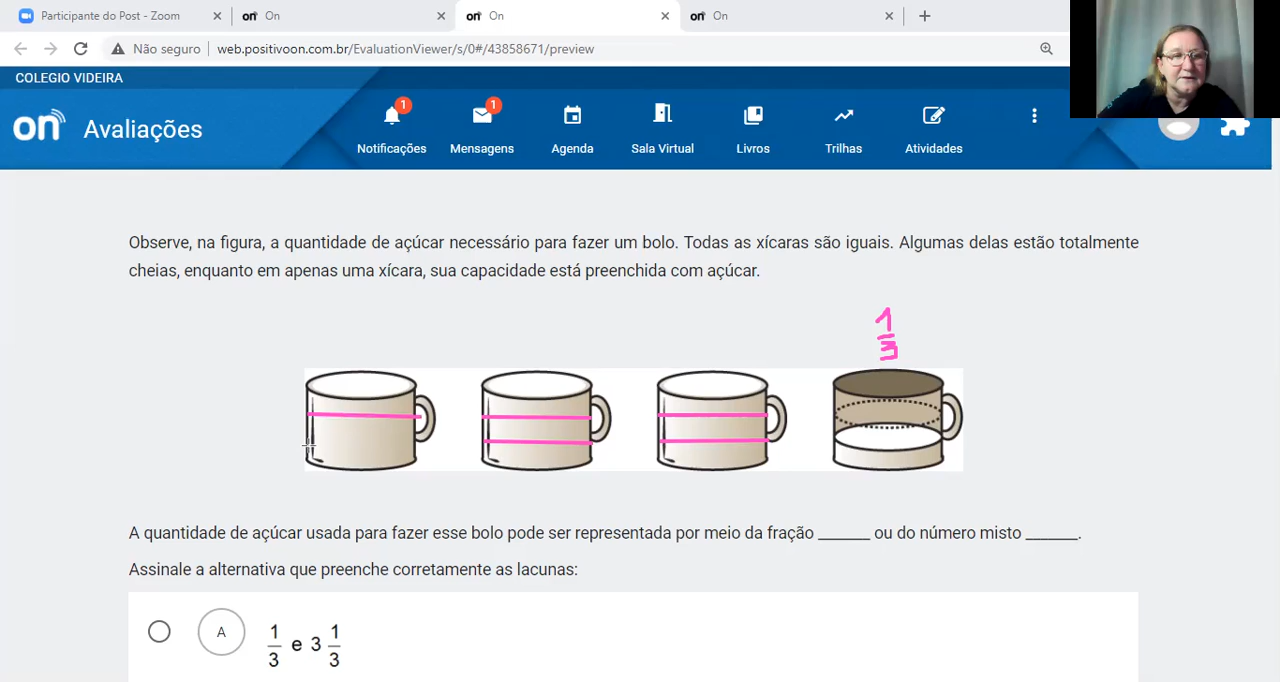 Participante do Post - Zoom
On
On
On
Não seguro
web.positivoon.com.br/EvaluationViewer/s/0#/43858671/preview
COLEGIO VIDEIRA
on
Avaliações
1
1
Notificações
Mensagens
Agenda
Sala Virtual
Livros
Trilhas
Atividades
Observe, na figura, a quantidade de açúcar necessário para fazer um bolo. Todas as xícaras são iguais. Algumas delas estão totalmente
cheias, enquanto em apenas uma xícara, sua capacidade está preenchida com açúcar.
1
3
A quantidade de açúcar usada para fazer esse bolo pode ser representada por meio da fração ______ ou do número misto ______.
Assinale a alternativa que preenche corretamente as lacunas:
A
1/3 e 3 1/3